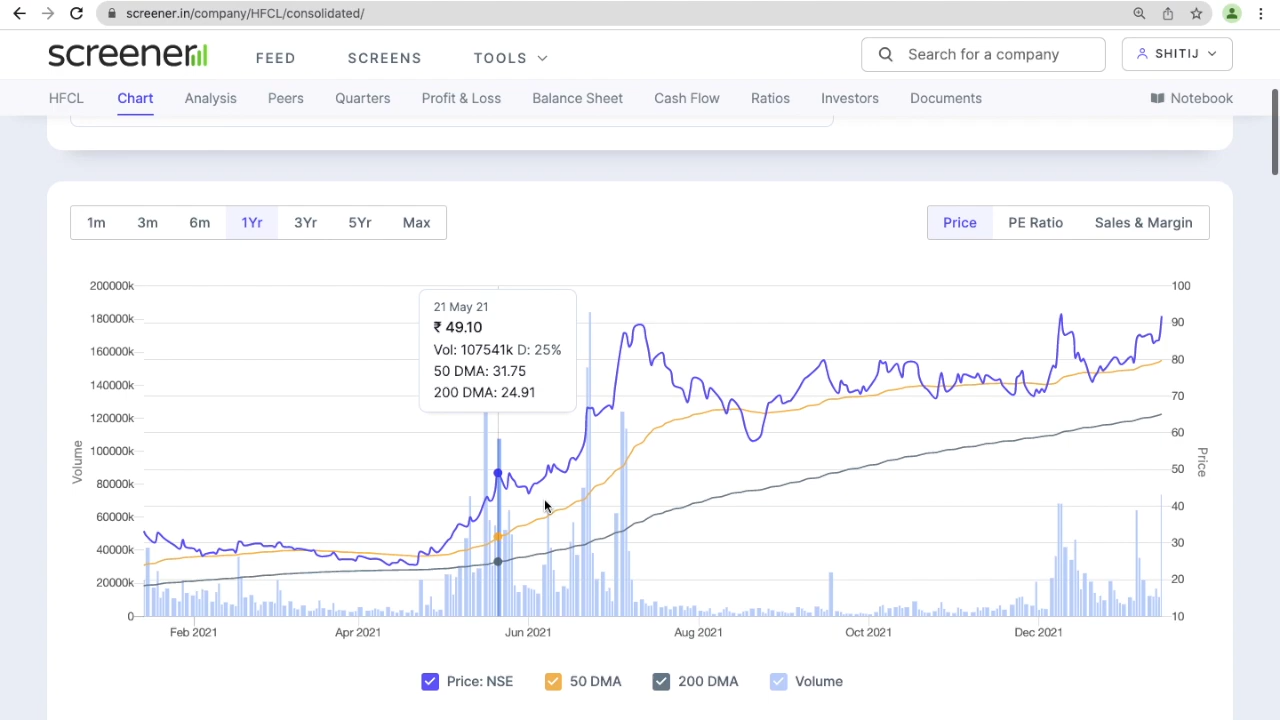 screener.in/company/HFCL/consolidated/
screener FEED SCREENS TOOLS Search for a company SHITIJ
HFCL Chart Analysis Peers Quarters Profit & Loss Balance Sheet Cash Flow Ratios Investors Documents Notebook
1m 3m 6m 1Yr 3Yr 5Yr Max Price PE Ratio Sales & Margin
200000k 100
180000k 90
160000k 80
140000k 70
120000k 60
100000k 50
80000k 40
60000k 30
40000k 20
20000k 10
0
Volume
Price
21 May 21
₹ 49.10
Vol: 107541k D: 25%
50 DMA: 31.75
200 DMA: 24.91
Feb 2021 Apr 2021 Jun 2021 Aug 2021 Oct 2021 Dec 2021
Price: NSE 50 DMA 200 DMA Volume